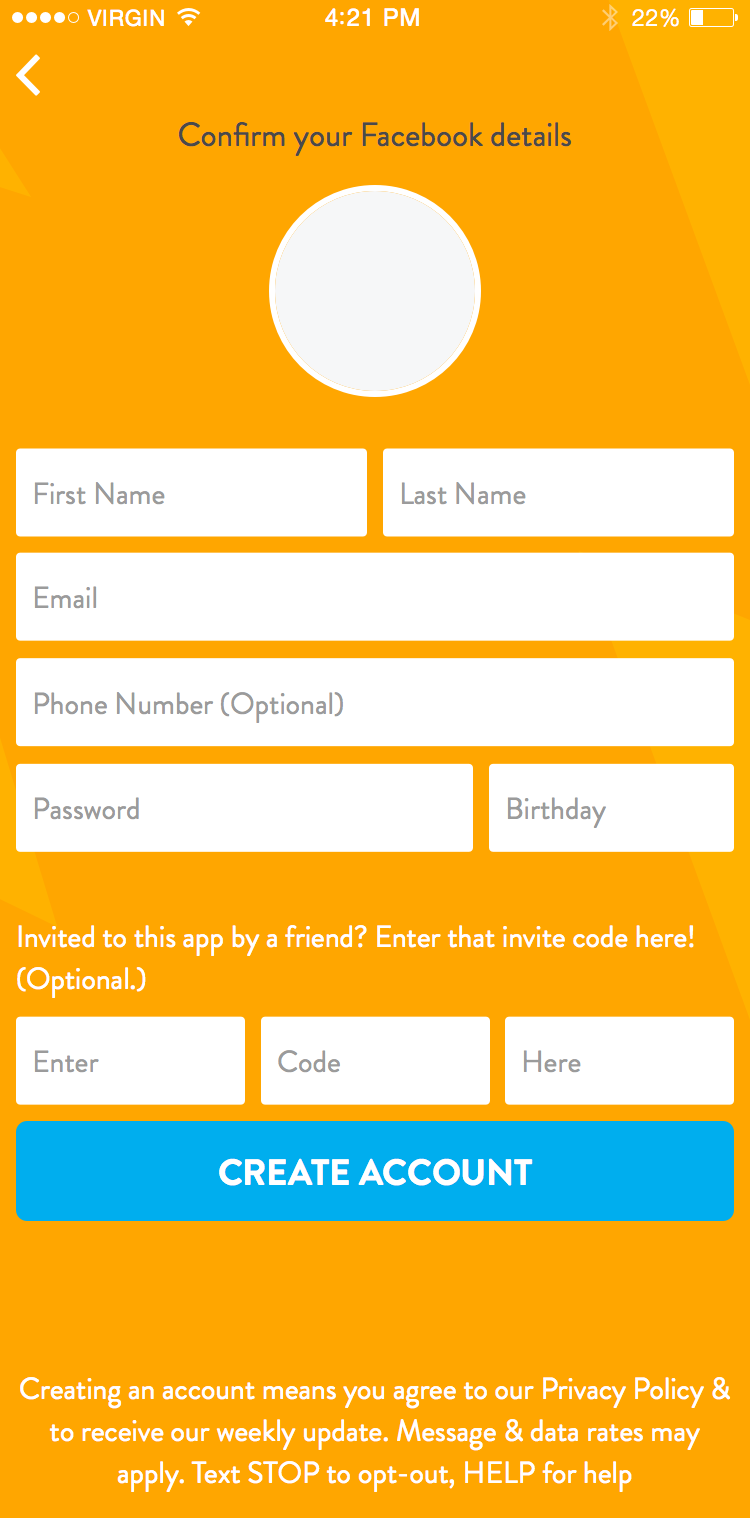 VIRGIN 4:21 PM 22%
Confirm your Facebook details
First Name Last Name
Email
Phone Number (Optional)
Password Birthday
Invited to this app by a friend? Enter that invite code here!
(Optional.)
Enter Code Here
CREATE ACCOUNT
Creating an account means you agree to our Privacy Policy &
to receive our weekly update. Message & data rates may
apply. Text STOP to opt-out, HELP for help